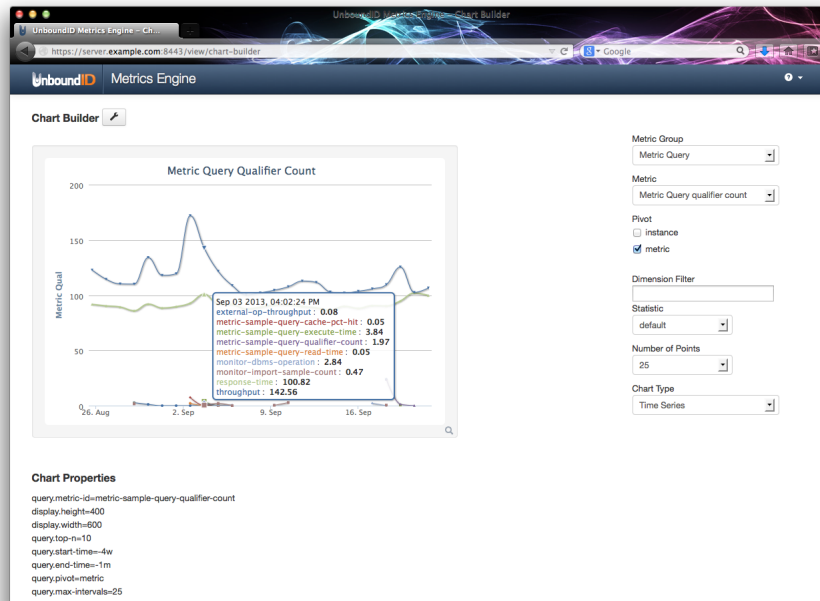 UnboundID Metrics Engine – Chart Builder
UnboundID Metrics Engine – Ch...
https://server.example.com:8443/view/chart-builder
Google
UnboundID Metrics Engine
Chart Builder
Metric Query Qualifier Count
Metric Qual
200
150
100
50
0
26. Aug
2. Sep
9. Sep
16. Sep
Sep 03 2013, 04:02:24 PM
external-op-throughput : 0.08
metric-sample-query-cache-pct-hit : 0.05
metric-sample-query-execute-time : 3.84
metric-sample-query-qualifier-count : 1.97
metric-sample-query-read-time : 0.05
monitor-dbms-operation : 2.84
monitor-import-sample-count : 0.47
response-time : 100.82
throughput : 142.56
Metric Group
Metric Query
Metric
Metric Query qualifier count
Pivot
instance
metric
Dimension Filter
Statistic
default
Number of Points
25
Chart Type
Time Series
Chart Properties
query.metric-id=metric-sample-query-qualifier-count
display.height=400
display.width=600
query.top-n=10
query.start-time=-4w
query.end-time=-1m
query.pivot=metric
query.max-intervals=25